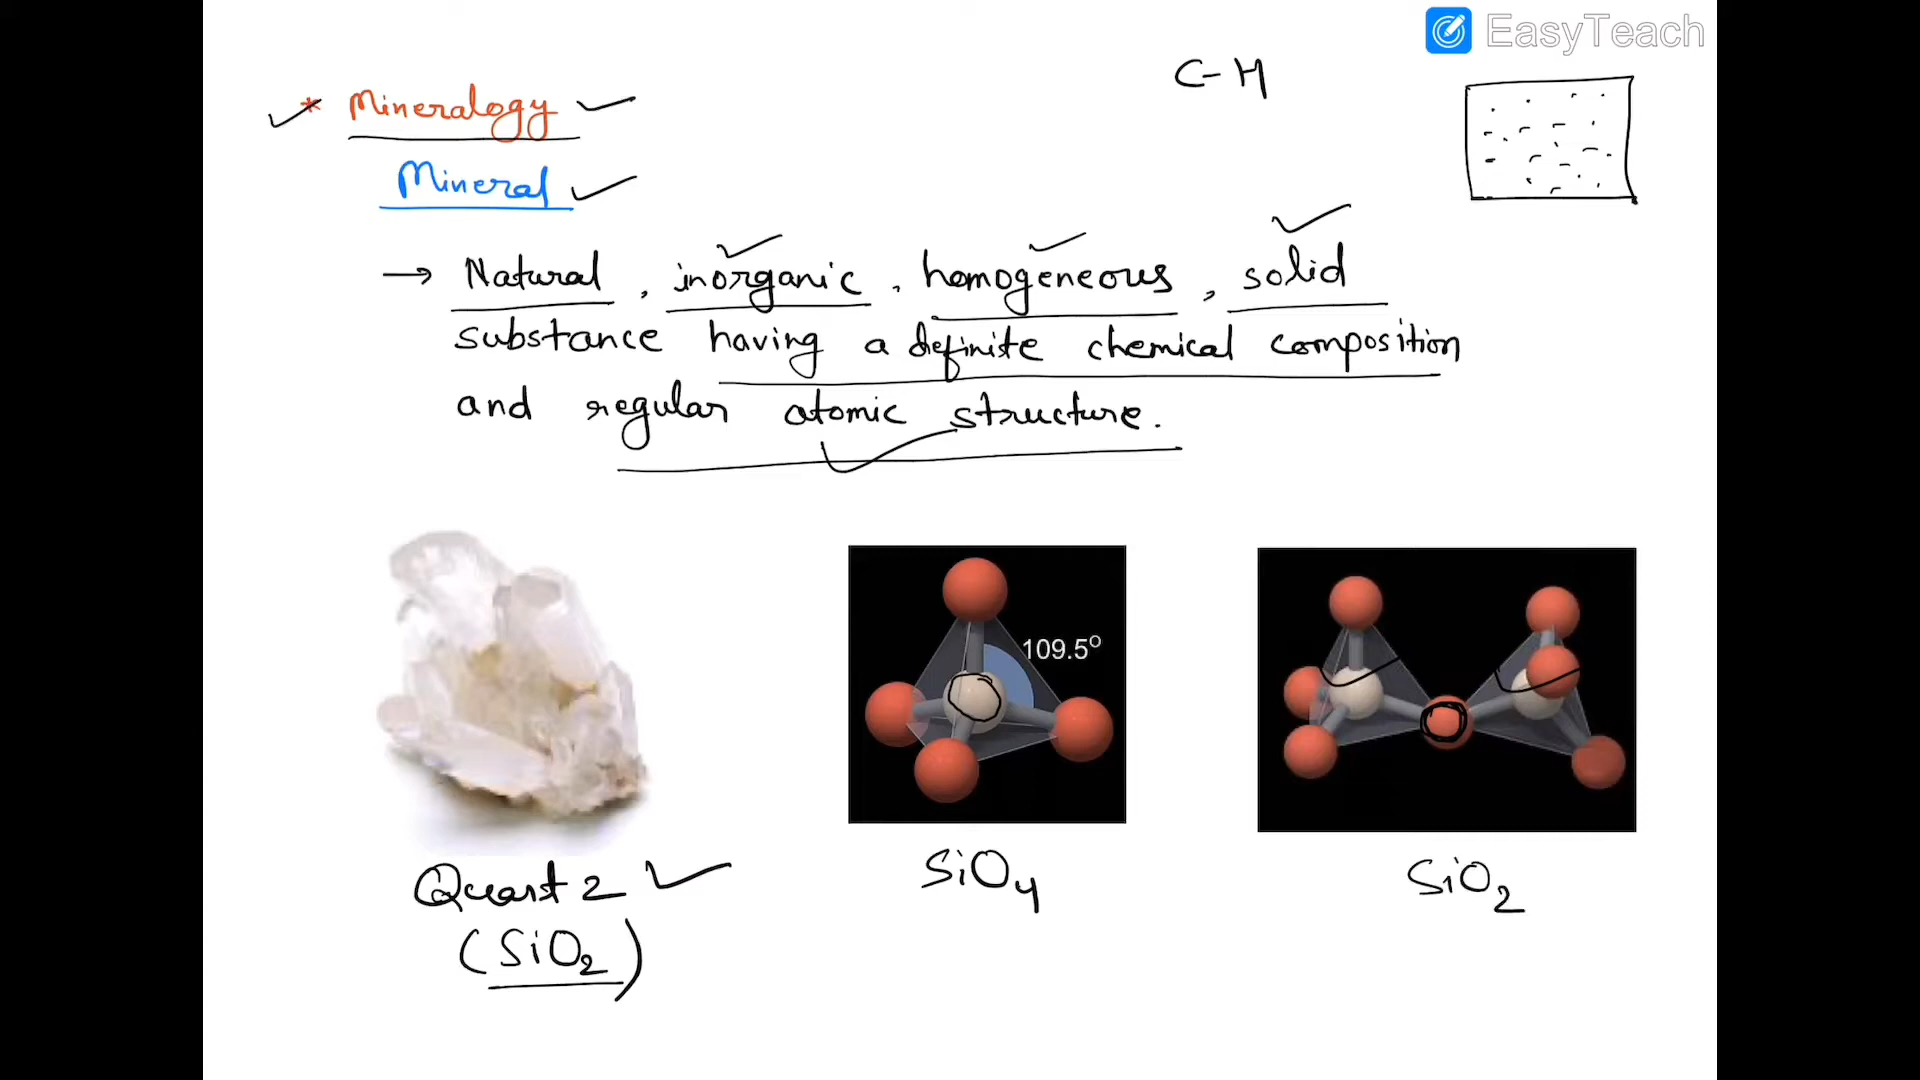 EasyTeach
C-H
* Mineralogy
Mineral
→ Natural, inorganic, homogeneous, solid
substance having a definite chemical composition
and regular atomic structure.
109.5°
Quartz
(SiO₂)
SiO₄
SiO₂